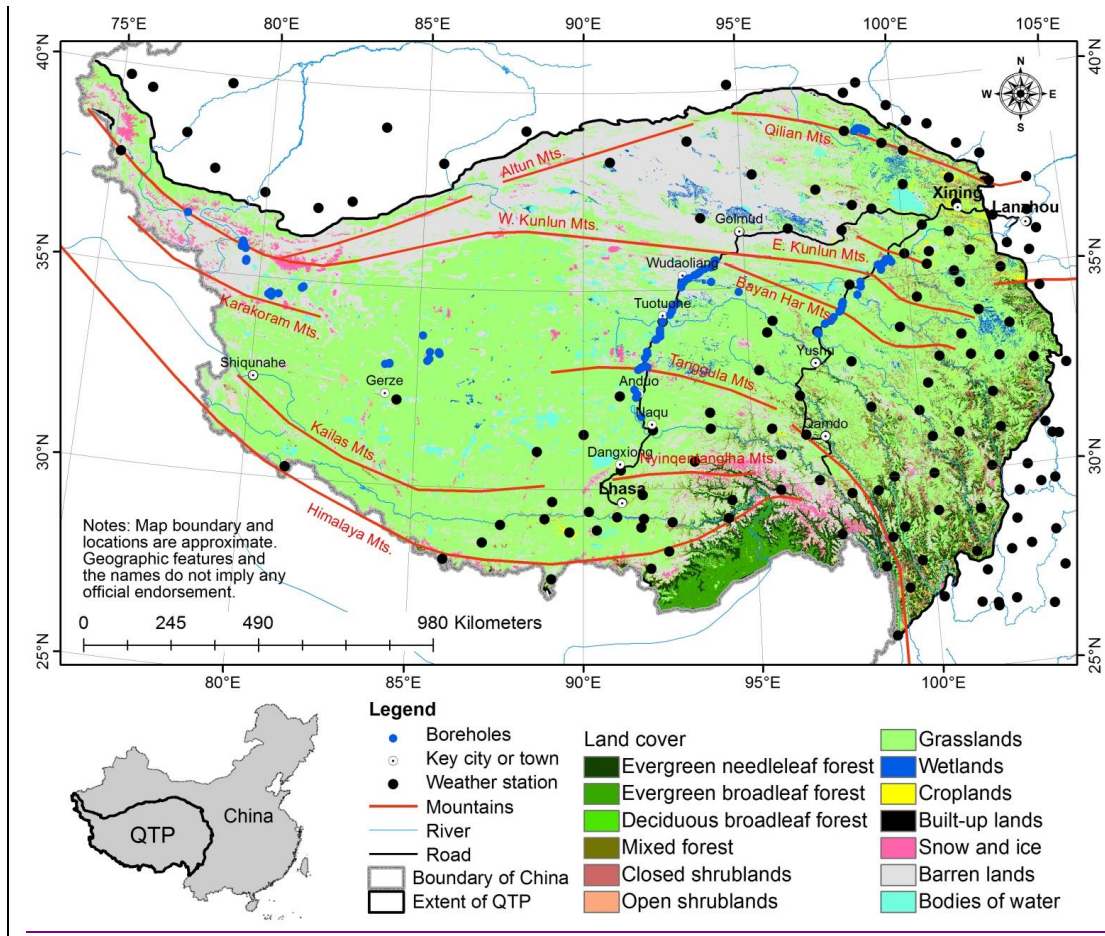 75°E
80°E
85°E
90°E
95°E
100°E
105°E
40°N
40°N
N
W
E
S
Qilian Mts.
Altun Mts.
Xining
Lanzhou
Golmud
W. Kunlun Mts.
E. Kunlun Mts.
35°N
35°N
Wudaoliang
Bayan Har Mts.
Tuotuohe
Karakoram Mts.
Yushu
Shiqunahe
Tanggula Mts.
Gerze
Anduo
Naqu
Qamdo
Kailas Mts.
30°N
30°N
Dangxiong
Nyinqentanglha Mts.
Lhasa
Himalaya Mts.
Notes: Map boundary and
locations are approximate.
Geographic features and
the names do not imply any
official endorsement.
0 245 490 980 Kilometers
25°N
25°N
80°E
85°E
90°E
95°E
100°E
Legend
Boreholes
Key city or town
Weather station
Mountains
River
Road
Boundary of China
Extent of QTP
Land cover
Evergreen needleleaf forest
Evergreen broadleaf forest
Deciduous broadleaf forest
Mixed forest
Closed shrublands
Open shrublands
Grasslands
Wetlands
Croplands
Built-up lands
Snow and ice
Barren lands
Bodies of water
China
QTP